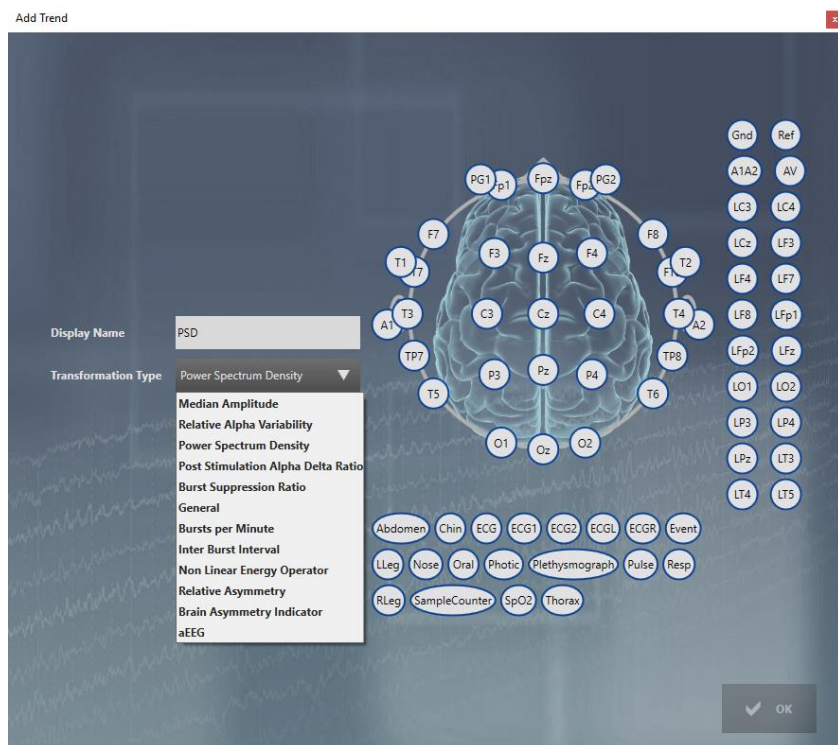 Add Trend
x
Gnd Ref
A1A2 AV
LC3 LC4
LCz LF3
LF4 LF7
LF8 LFp1
LFp2 LFz
LO1 LO2
LP3 LP4
LPz LT3
LT4 LT5
PG1 Fp1 Fpz PG2
F7 F3 Fz F4 F8
T1 T7 T2
A1 T3 C3 Cz C4 T4 A2
TP7 P3 Pz P4 TP8
T5 T6
O1 Oz O2
Display Name PSD
Transformation Type Power Spectrum Density
Median Amplitude
Relative Alpha Variability
Power Spectrum Density
Post Stimulation Alpha Delta Ratio
Burst Suppression Ratio
General
Bursts per Minute
Inter Burst Interval
Non Linear Energy Operator
Relative Asymmetry
Brain Asymmetry Indicator
aEEG
Abdomen Chin ECG ECG1 ECG2 ECGL ECGR Event
LLeg Nose Oral Photic Plethysmograph Pulse Resp
RLeg SampleCounter SpO2 Thorax
OK